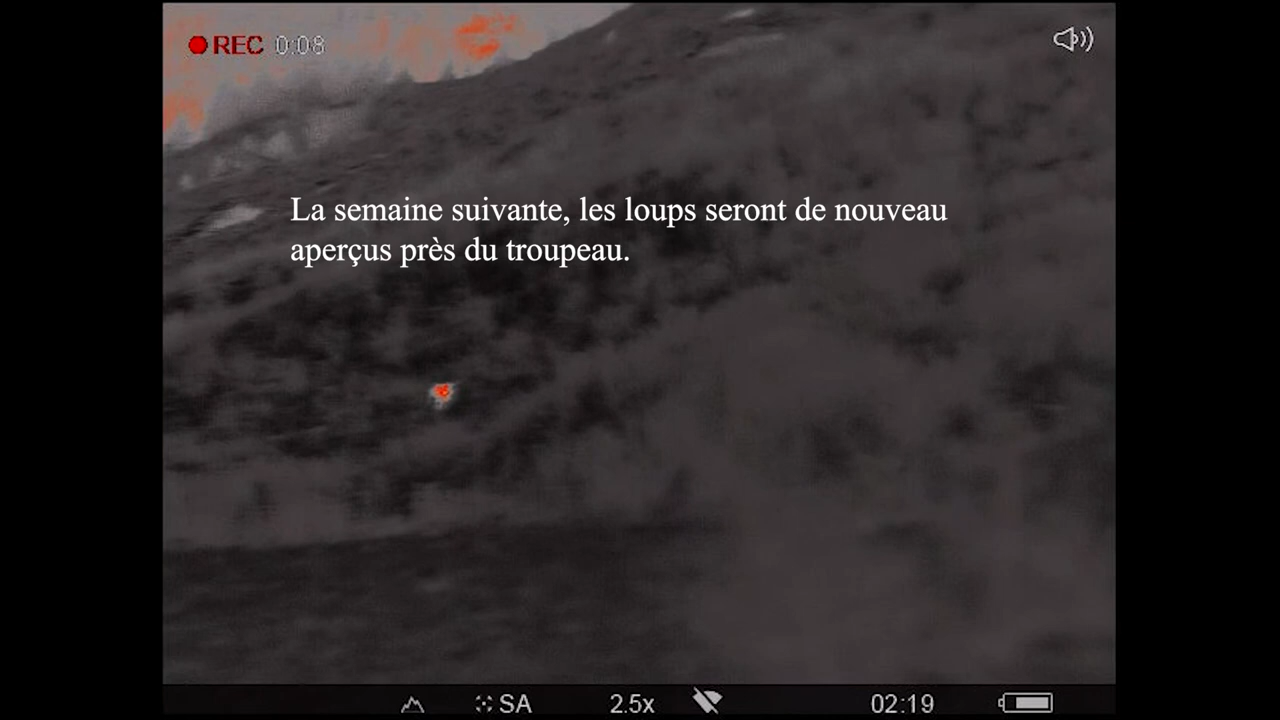 REC 0:08
La semaine suivante, les loups seront de nouveau
aperçus près du troupeau.
SA 2.5x 02:19